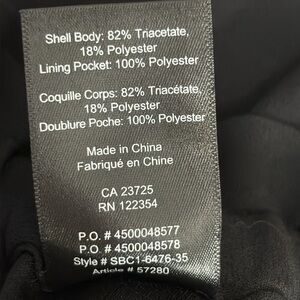 Shell Body: 82% Triacetate,
18% Polyester
Lining Pocket: 100% Polyester
Coquille Corps: 82% Triacétate,
18% Polyester
Doublure Poche: 100% Polyester
Made in China
Fabriqué en Chine
CA 23725
RN 122354
P.O. # 4500048577
P.O. # 4500048578
Style # SBC1-6476-35
Article # 57280